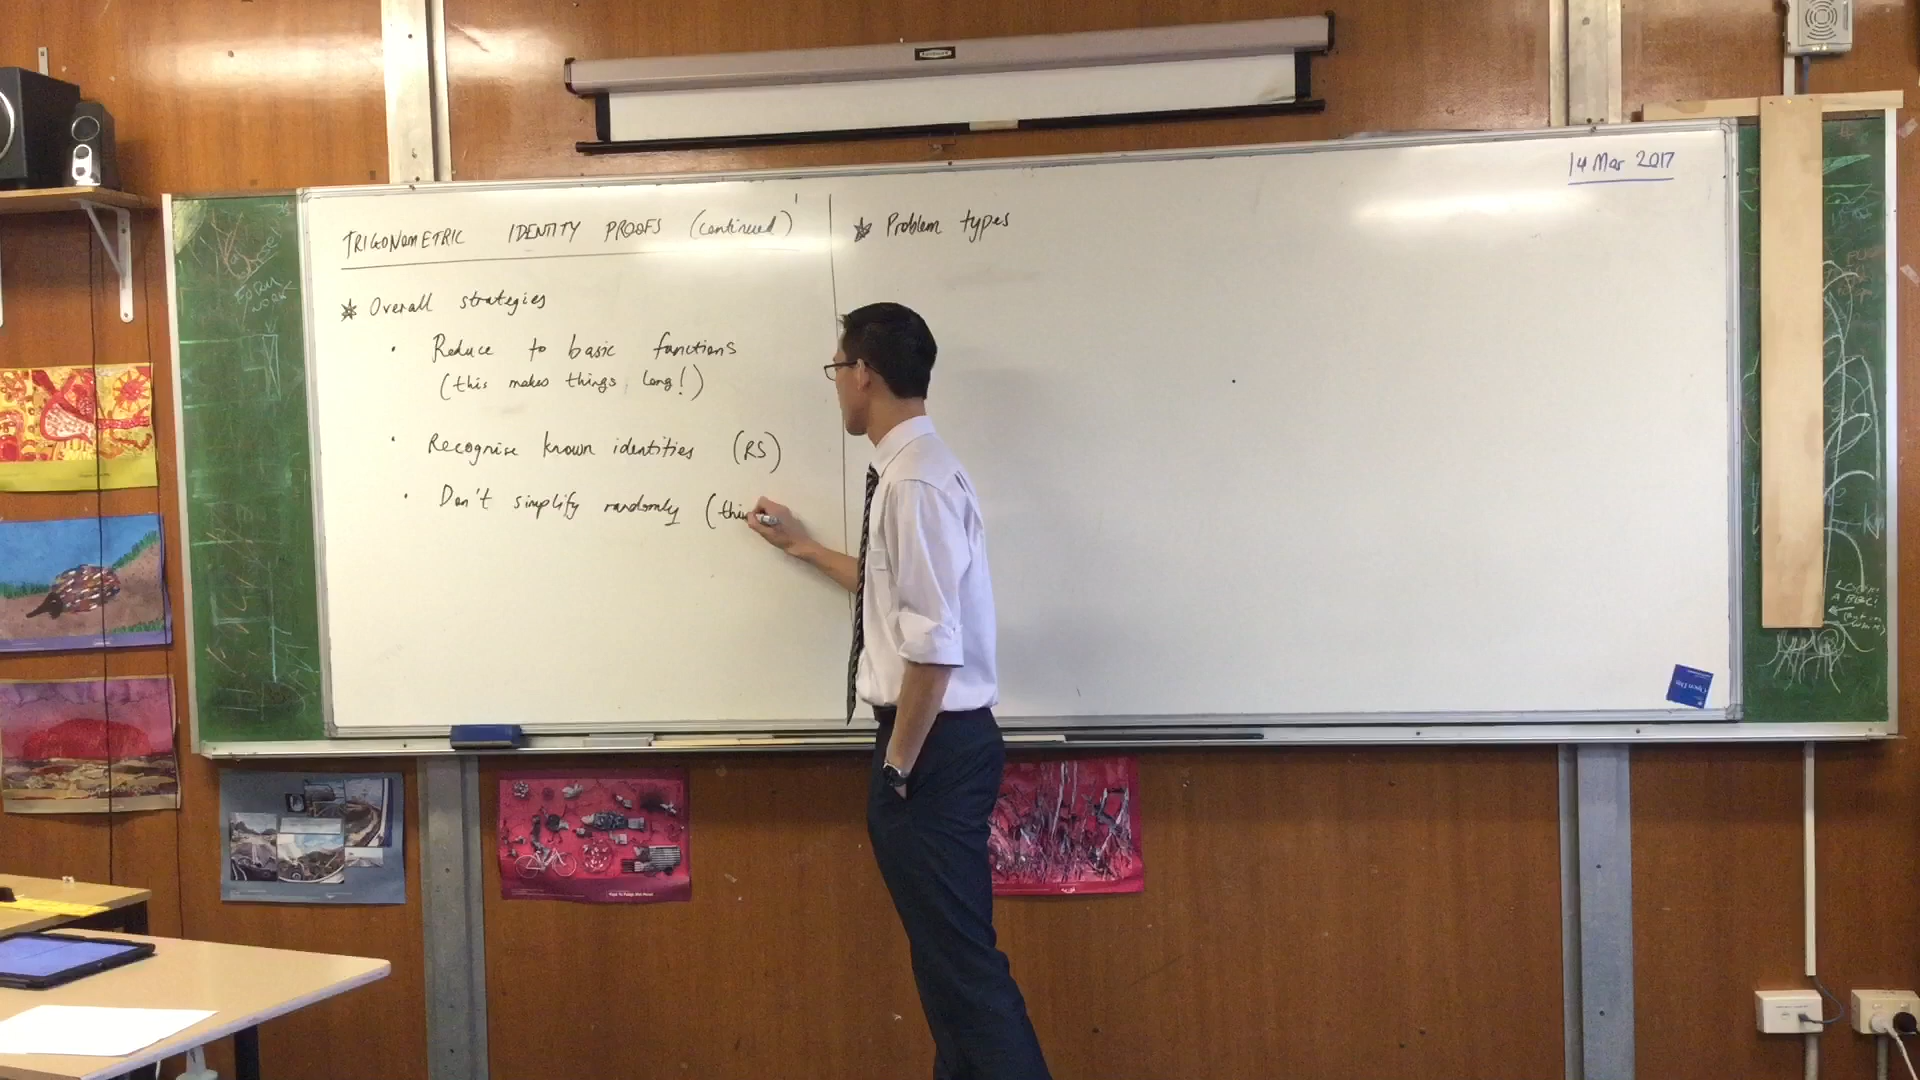 14 Mar 2017
TRIGONOMETRIC IDENTITY PROOFS (continued)
Overall strategies
· Reduce to basic functions
(this makes things long!)
· Recognise known identities (RS)
· Don't simplify randomly (thi
Problem types